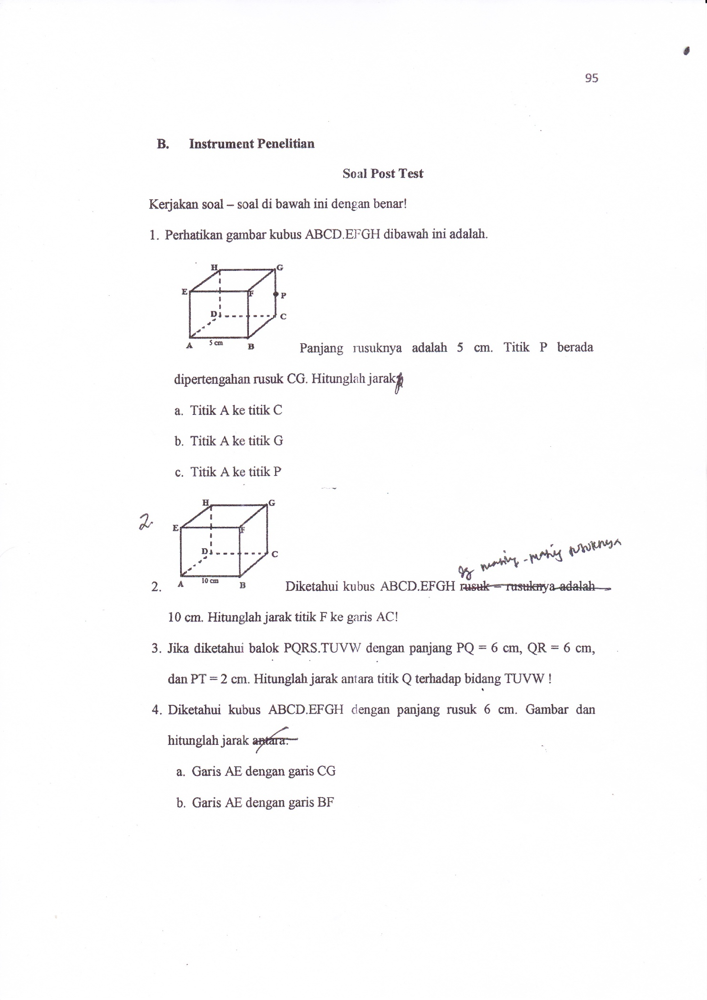 95
B. Instrument Penelitian
Soal Post Test
Kerjakan soal – soal di bawah ini dengan benar!
1. Perhatikan gambar kubus ABCD.EFGH dibawah ini adalah.
H G
E F P
D C
A 5 cm B
Panjang rusuknya adalah 5 cm. Titik P berada
dipertengahan rusuk CG. Hitunglah jarak
a. Titik A ke titik C
b. Titik A ke titik G
c. Titik A ke titik P
H G
2.
E F
D C
masing - masing rusuknya
A 10 cm B
2. Diketahui kubus ABCD.EFGH rusuk – rusuknya adalah
10 cm. Hitunglah jarak titik F ke garis AC!
3. Jika diketahui balok PQRS.TUVW dengan panjang PQ = 6 cm, QR = 6 cm,
dan PT = 2 cm. Hitunglah jarak antara titik Q terhadap bidang TUVW !
4. Diketahui kubus ABCD.EFGH dengan panjang rusuk 6 cm. Gambar dan
hitunglah jarak antara:
a. Garis AE dengan garis CG
b. Garis AE dengan garis BF